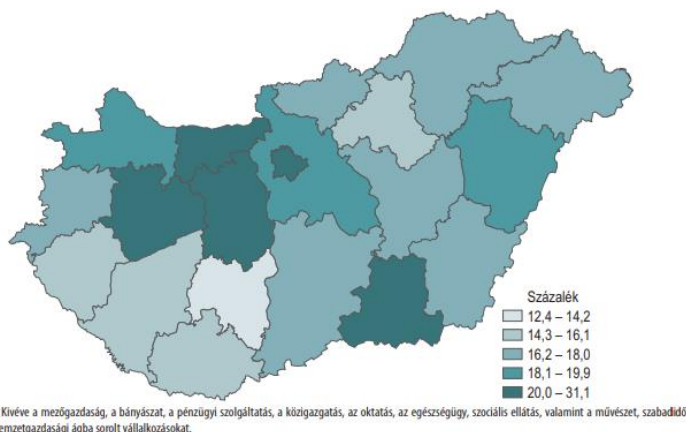 Százalék
12,4 – 14,2
14,3 – 16,1
16,2 – 18,0
18,1 – 19,9
20,0 – 31,1
Kivéve a mezőgazdaság, a bányászat, a pénzügyi szolgáltatás, a közigazgatás, az oktatás, az egészségügy, szociális ellátás, valamint a művészet, szabadidő
emzetgazdasági ágba sorolt vállalkozásokat.